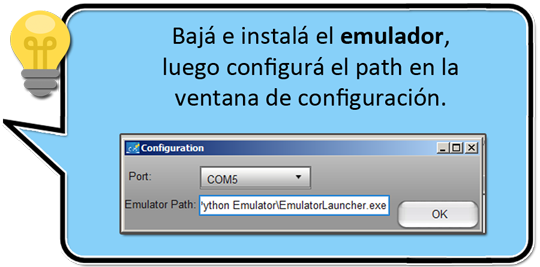 Bajá e instalá el emulador,
luego configurá el path en la
ventana de configuración.
Configuration
Port: COM5
Emulator Path: ython Emulator\EmulatorLauncher.exe
OK